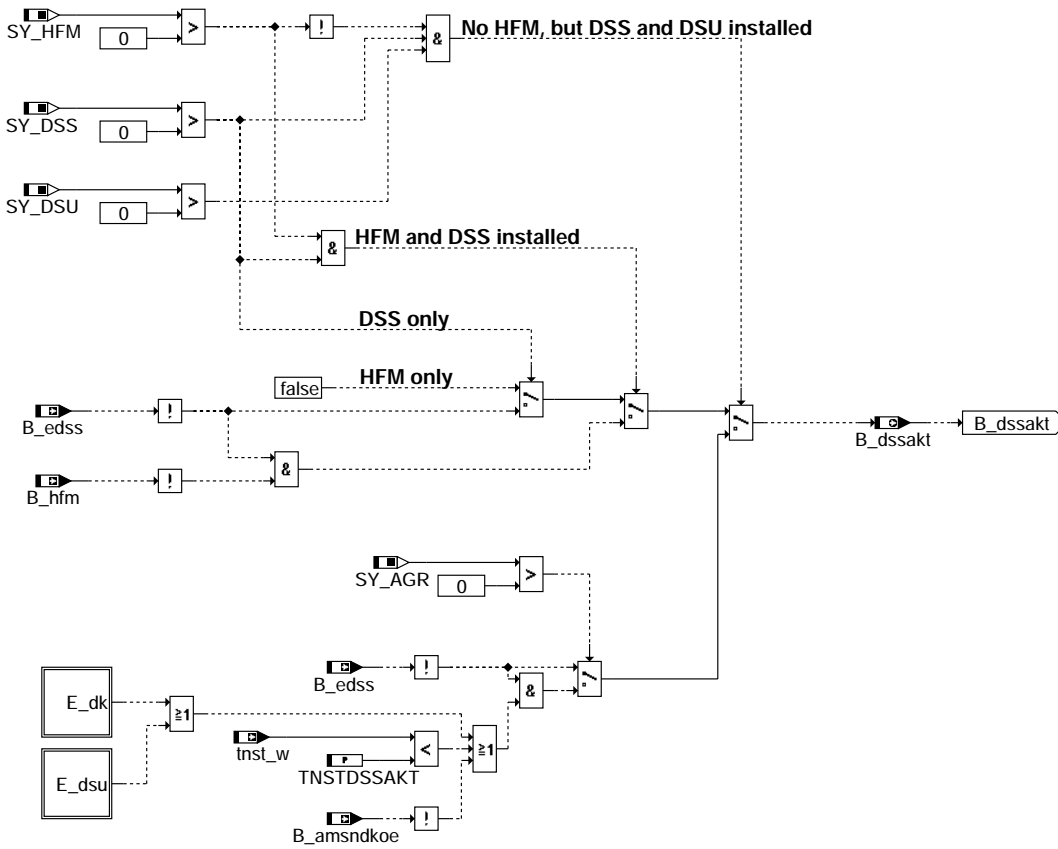 SY_HFM
0
>
!
&
No HFM, but DSS and DSU installed
SY_DSS
0
>
SY_DSU
0
>
&
HFM and DSS installed
DSS only
false
HFM only
B_edss
!
B_dssakt
B_dssakt
&
B_hfm
!
SY_AGR
0
>
B_edss
!
&
E_dk
≧1
tnst_w
<
≧1
TNSTDSSAKT
P
E_dsu
B_amsndkoe
!